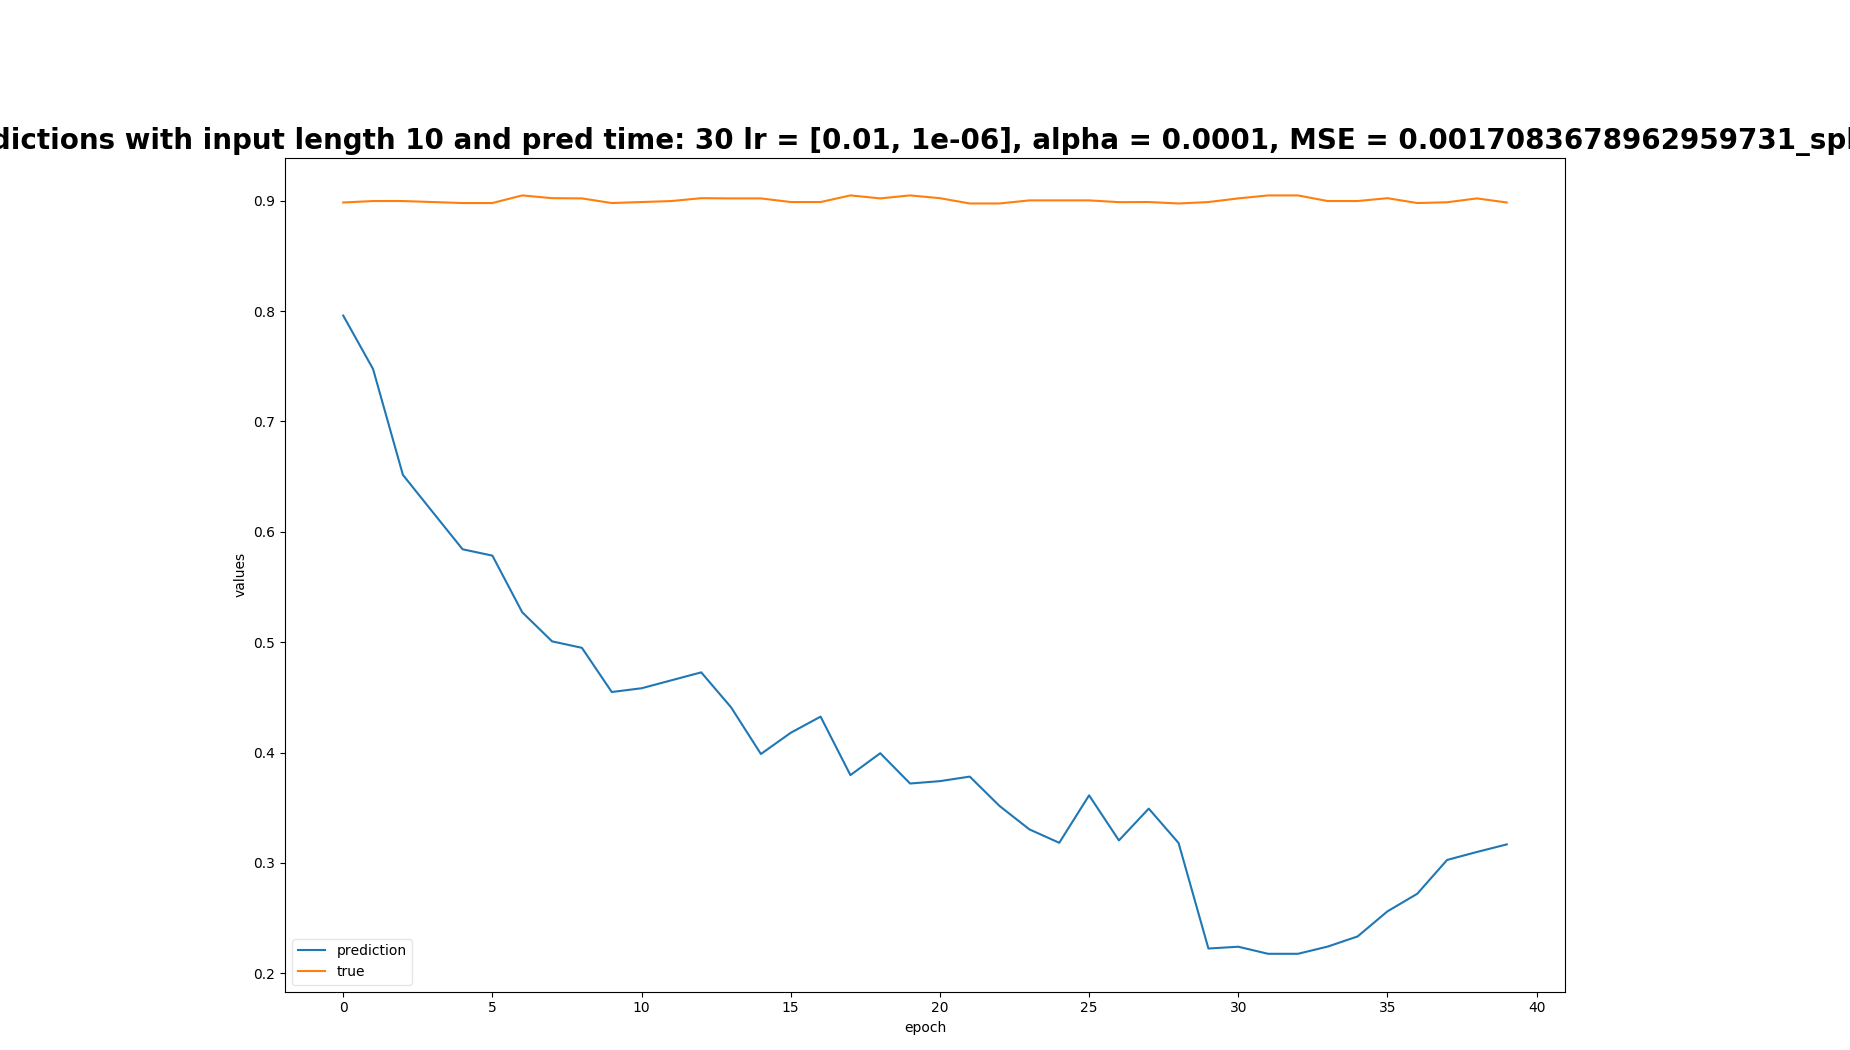 dictions with input length 10 and pred time: 30 lr = [0.01, 1e-06], alpha = 0.0001, MSE = 0.0017083678962959731_spl
0.9
0.8
0.7
0.6
0.5
0.4
0.3
0.2
values
prediction
true
0 5 10 15 20 25 30 35 40
epoch